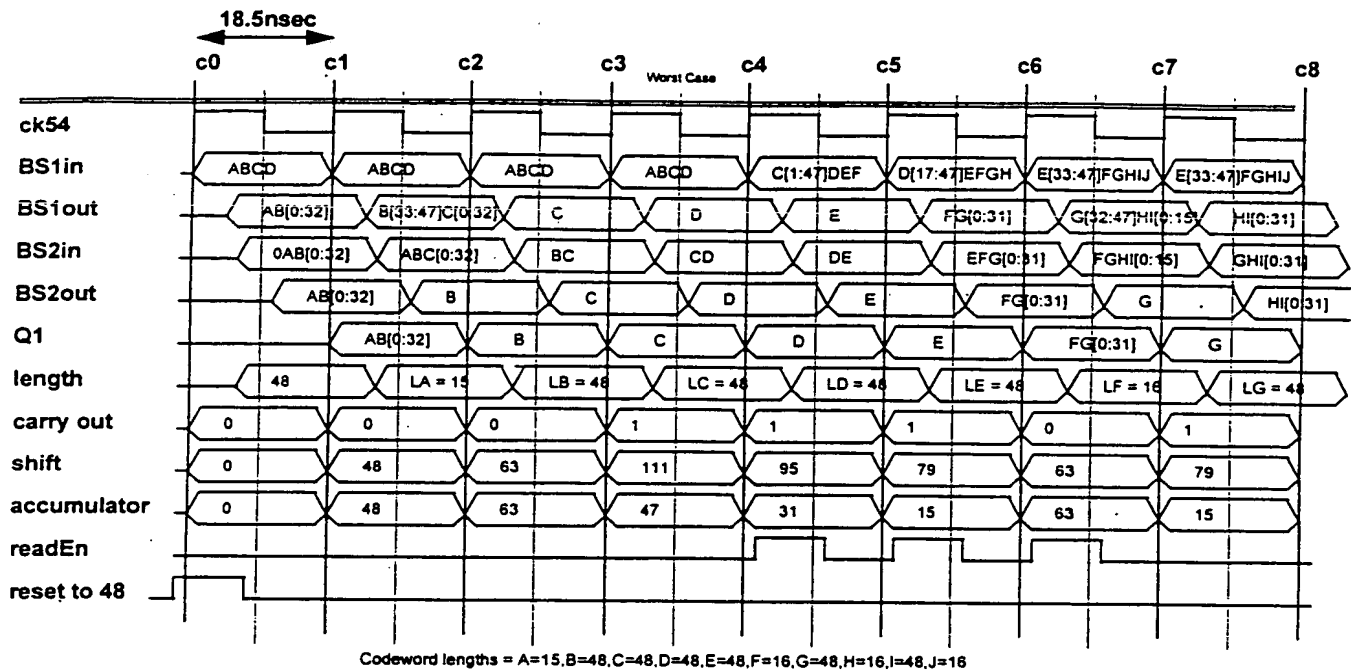 18.5nsec
c0 c1 c2 c3 c4 c5 c6 c7 c8
Worst Case
ck54
BS1in ABCD ABCD ABCD ABCD C[1:47]DEF D[17:47]EFGH E[33:47]FGHIJ E[33:47]FGHIJ
BS1out AB[0:32] B[33:47]C[0:32] C D E FG[0:31] G[32:47]HI[0:15] HI[0:31]
BS2in 0AB[0:32] ABC[0:32] BC CD DE EFG[0:31] FGHI[0:15] GHI[0:31]
BS2out AB[0:32] B C D E FG[0:31] G HI[0:31]
Q1 AB[0:32] B C D E FG[0:31] G
length 48 LA = 15 LB = 48 LC = 48 LD = 48 LE = 48 LF = 16 LG = 48
carry out 0 0 0 1 1 1 0 1
shift 0 48 63 111 95 79 63 79
accumulator 0 48 63 47 31 15 63 15
readEn
reset to 48
Codeword lengths = A=15,B=48,C=48,D=48,E=48,F=16,G=48,H=16,I=48,J=16